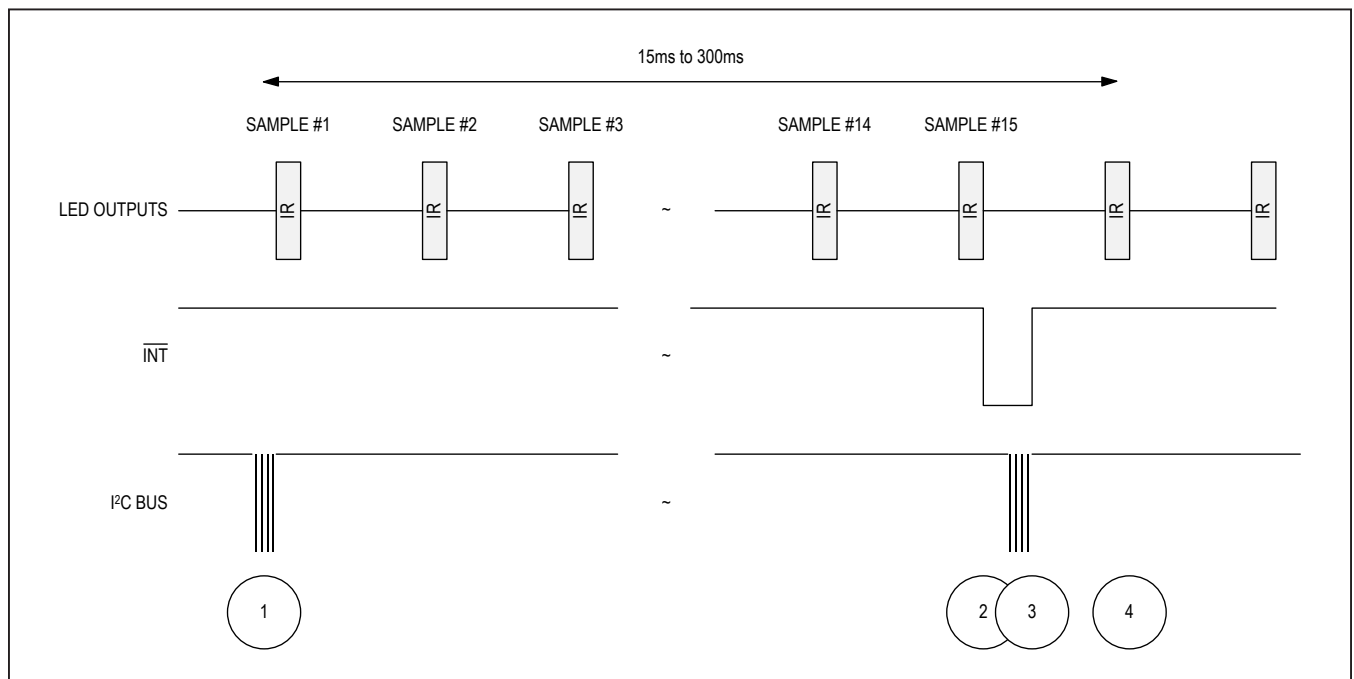 15ms to 300ms
SAMPLE #1 SAMPLE #2 SAMPLE #3 SAMPLE #14 SAMPLE #15
LED OUTPUTS IR IR IR ~ IR IR IR IR
INT ~
I²C BUS ~
1 2 3 4